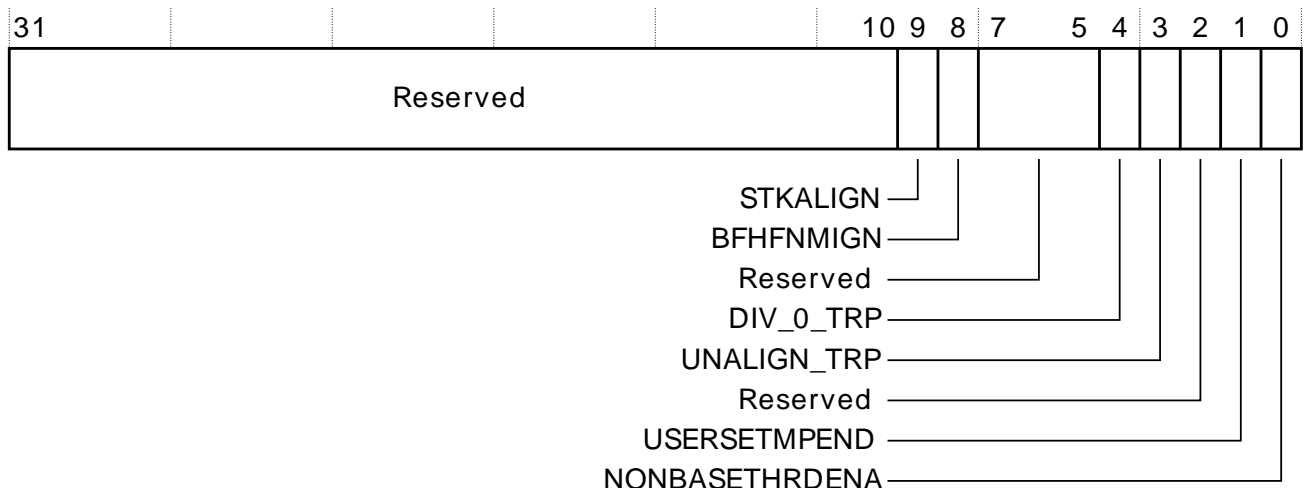 31 10 9 8 7 5 4 3 2 1 0
Reserved
STKALIGN
BFHFNMIGN
Reserved
DIV_0_TRP
UNALIGN_TRP
Reserved
USERSETMPEND
NONBASETHRDENA